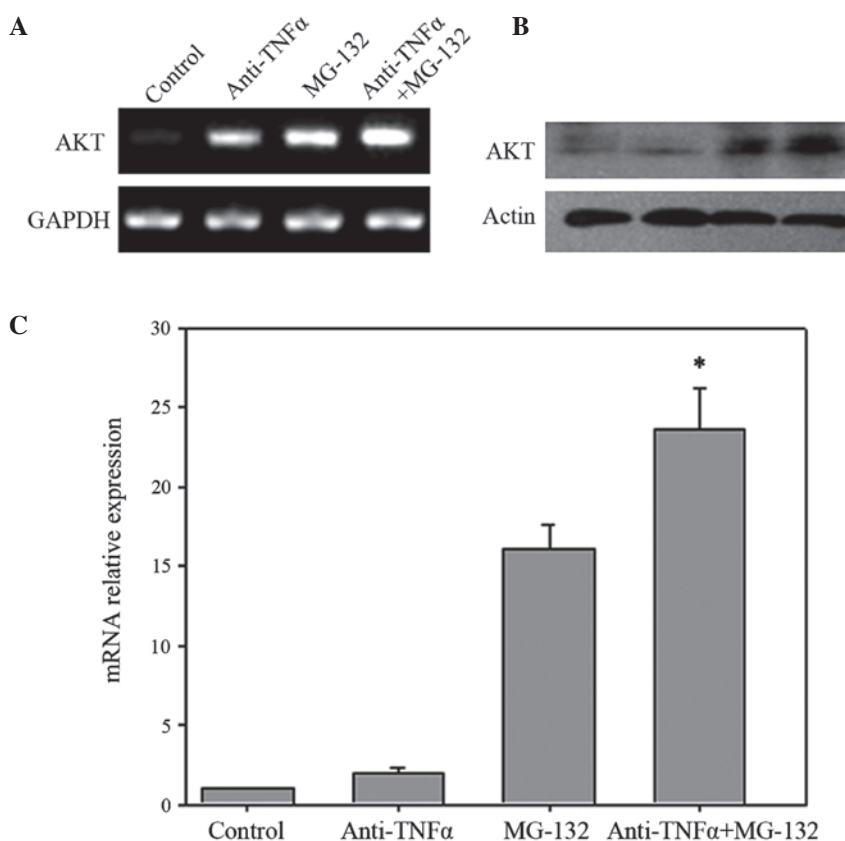 A
Control
Anti-TNFα
MG-132
Anti-TNFα
+MG-132
AKT
GAPDH
B
AKT
Actin
C
mRNA relative expression
30
25
20
15
10
5
0
*
Control
Anti-TNFα
MG-132
Anti-TNFα+MG-132